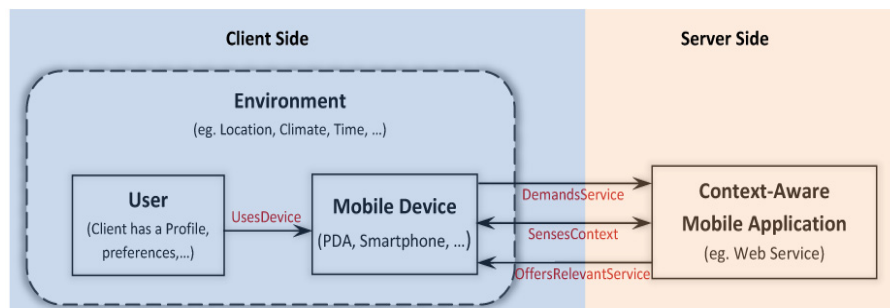 Client Side
Server Side
Environment
(eg. Location, Climate, Time, ...)
User
(Client has a Profile,
preferences,...)
UsesDevice
Mobile Device
(PDA, Smartphone, ...)
DemandsService
SensesContext
OffersRelevantService
Context-Aware
Mobile Application
(eg. Web Service)